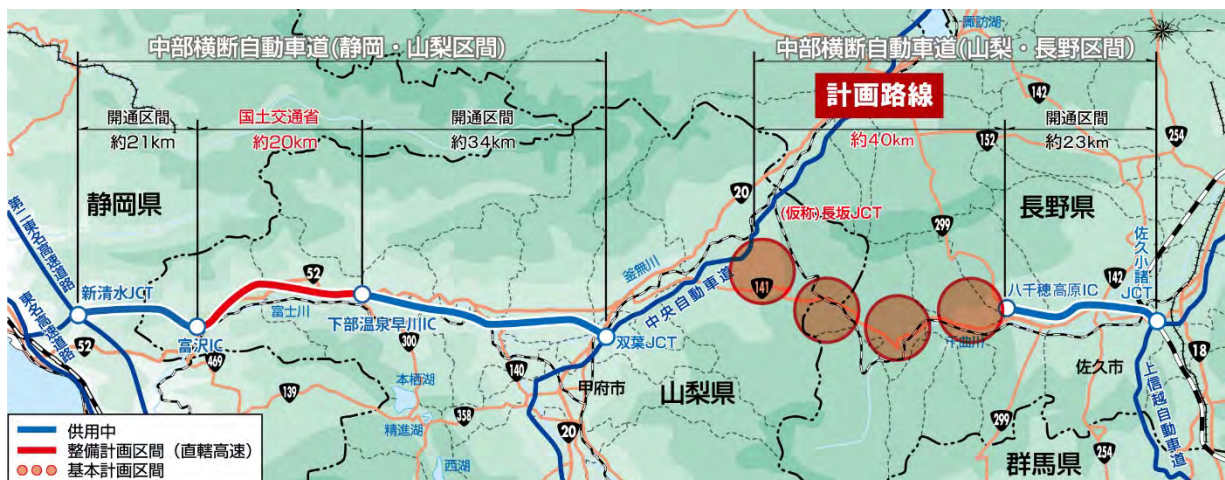 中部横断自動車道(静岡・山梨区間)
中部横断自動車道(山梨・長野区間)
諏訪湖
計画路線
開通区間
約21km
国土交通省
約20km
開通区間
約34km
約40km
開通区間
約23km
142
152
254
静岡県
20
長野県
(仮称)長坂JCT
299
佐久小諸JCT
142
第二東名高速道路
東名高速道路
新清水JCT
52
富士川
釜無川
中央自動車道
141
八千穂高原IC
下部温泉早川IC
富沢IC
52
469
300
双葉JCT
千曲川
18
139
本栖湖
140
甲府市
山梨県
佐久市
上信越自動車道
精進湖
358
20
299
254
西湖
群馬県
供用中
整備計画区間(直轄高速)
基本計画区間